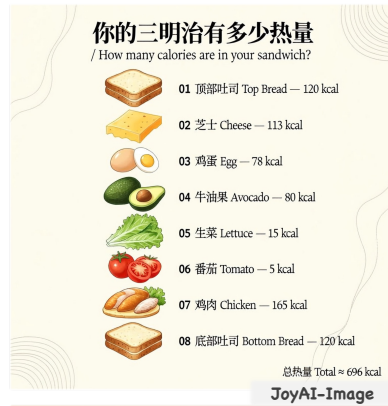 你的三明治有多少热量
/ How many calories are in your sandwich?
01 顶部吐司 Top Bread — 120 kcal
02 芝士 Cheese — 113 kcal
03 鸡蛋 Egg — 78 kcal
04 牛油果 Avocado — 80 kcal
05 生菜 Lettuce — 15 kcal
06 番茄 Tomato — 5 kcal
07 鸡肉 Chicken — 165 kcal
08 底部吐司 Bottom Bread — 120 kcal
总热量 Total ≈ 696 kcal
JoyAI-Image